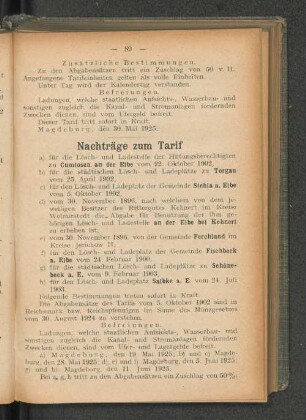 — 83 —
Zusätzliche Bestimmungen.
Zu den Abgabensätzen tritt ein Zuschlag von 50 v. H.
Angefangene Tarifeinheiten gelten als volle Einheiten.
Unter Tag wird der Kalendertag verstanden.
Befreiungen.
Ladungen, welche staatlichen Aufsichts-, Wasserbau- und
sonstigen zugleich die Kanal- und Stromanlagen fördernden
Zwecken dienen, sind vom Ufergeld befreit.
Dieser Tarif tritt sofort in Kraft.
Magdeburg, den 30. Mai 1925.
Nachträge zum Tarif
a) für die Lösch- und Ladestelle der Hütungsberechtigten
zu Cumlosen an der Elbe vom 22. Oktober 1902.
b) für die städtischen Lösch- und Ladeplätze zu Torgau
vom 25. April 1902.
c) für den Lösch- und Ladeplatz der Gemeinde a. Elbe
vom 3. Oktober 1902.
d) vom 30. November 1896, nach welchem von dem je-
weiligen Besitzer des Rittergutes Kehnert im Kreise
Wolmirstedt die Abgabe für Benutzung der ihm ge-
hörigen Lösch- und Ladestelle an der Elbe bei Kehnert
zu erheben ist.
e) vom 30. November 1896, von der Gemeinde Ferchland im
Kreise Jerichow II.
f) den Lösch- und Ladeplatz der Gemeinde Fischbeck
a. Elbe vom 24. Februar 1900.
g) für die städtischen Lösch- und Ladeplätze zu Schöne-
beck a. E. vom 9. Februar 1903.
h) für den Lösch- und Ladeplatz a. E. vom 24. Juli
1903.
Folgende Bestimmungen treten sofort in Kraft.
Die Abgabensätze des Tarifs vom 3. Oktober 1902 sind in
Reichsmark bzw. Reichspfennigen im Sinne des Münzgesetzes
vom 30. August 1924 zu verstehen.
Befreiungen.
Ladungen, welche staatlichen Aufsichts-, Wasserbau- und
sonstigen zugleich die Kanal- und Stromanlagen fördernden
Zwecken dienen, sind vom Ufer- und Lagergelde befreit.
a) Magdeburg, den 19. Mai 1925; b) und c) Magde-
burg, den 28. Mai 1925; d), e) und f) Magdeburg, den 5. Juni 1925.
g) und h) Magdeburg, den 11. Juni 1925.
Bei a, g, h tritt zu den Abgabensätzen ein Zuschlag von 50%.